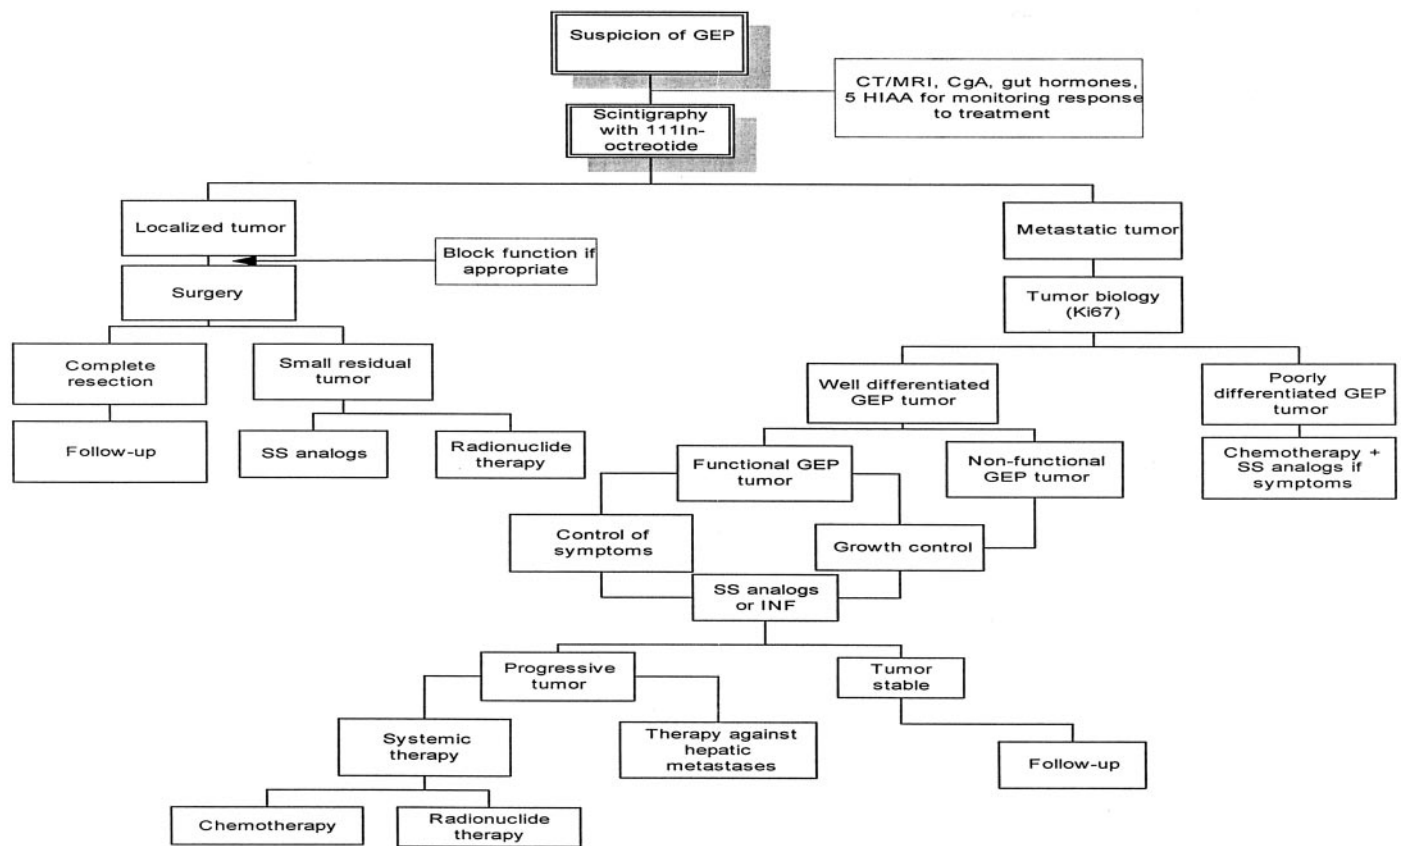 Suspicion of GEP
CT/MRI, CgA, gut hormones,
5 HIAA for monitoring response
to treatment
Scintigraphy
with 111In-
octreotide
Localized tumor
Metastatic tumor
Block function if
appropriate
Surgery
Tumor biology
(Ki67)
Complete
resection
Small residual
tumor
Well differentiated
GEP tumor
Poorly
differentiated GEP
tumor
Follow-up
SS analogs
Radionuclide
therapy
Functional GEP
tumor
Non-functional
GEP tumor
Chemotherapy +
SS analogs if
symptoms
Control of
symptoms
Growth control
SS analogs
or INF
Progressive
tumor
Tumor
stable
Systemic
therapy
Therapy against
hepatic
metastases
Follow-up
Chemotherapy
Radionuclide
therapy